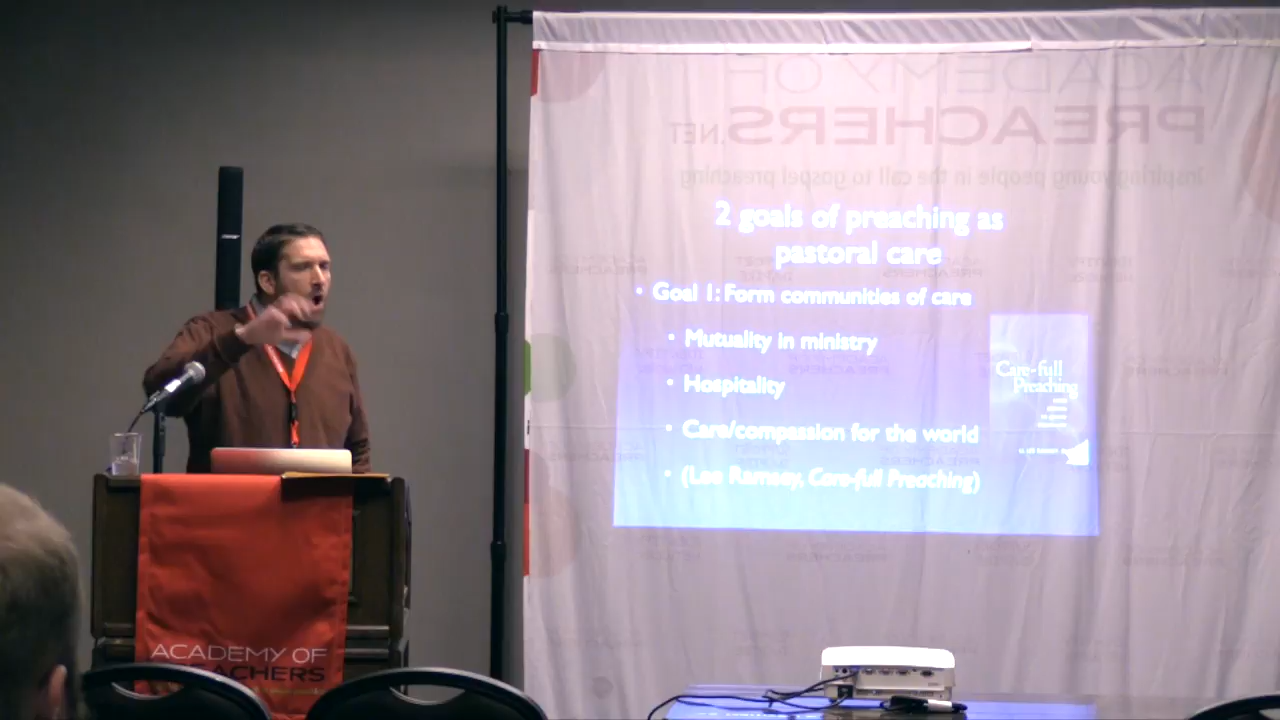 ACADEMY OF
PREACHERS.NET
Inspiring young people in the call to gospel preaching
2 goals of preaching as
pastoral care
• Goal 1: Form communities of care
• Mutuality in ministry
• Hospitality
• Care/compassion for the world
• (Lee Ramsey, Care-full Preaching)
Care-full
Preaching
BOSE
ACADEMY OF
PREACHERS